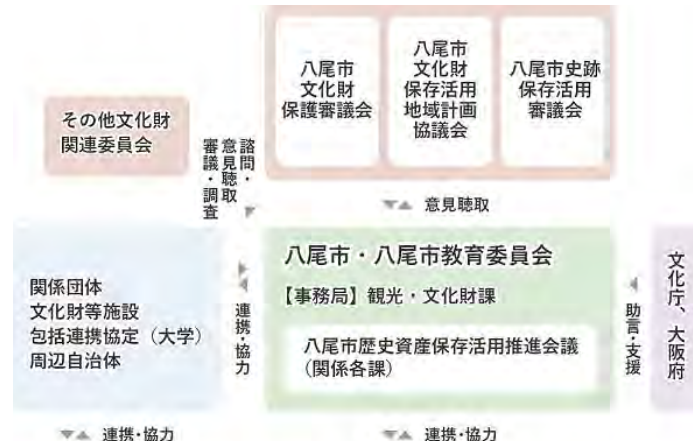 八尾市
文化財
保護審議会
八尾市
文化財
保存活用
地域計画
協議会
八尾市史跡
保存活用
審議会
その他文化財
関連委員会
諮問・
意見聴取
審議・調査
意見聴取
関係団体
文化財等施設
包括連携協定（大学）
周辺自治体
連携・協力
八尾市・八尾市教育委員会
【事務局】観光・文化財課
八尾市歴史資産保存活用推進会議
（関係各課）
助言・支援
文化庁、大阪府
連携・協力
連携・協力